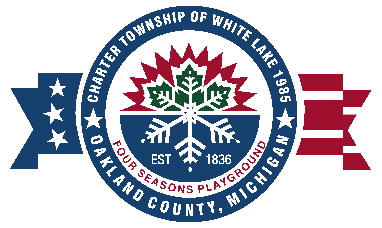 CHARTER TOWNSHIP OF WHITE LAKE 1985
EST 1836
FOUR SEASONS PLAYGROUND
OAKLAND COUNTY, MICHIGAN